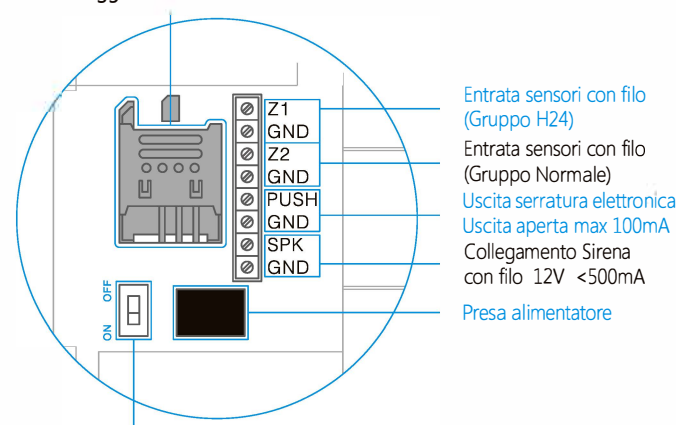 Z1
GND
Z2
GND
PUSH
GND
SPK
GND
OFF
ON
Entrata sensori con filo
(Gruppo H24)
Entrata sensori con filo
(Gruppo Normale)
Uscita serratura elettronica
Uscita aperta max 100mA
Collegamento Sirena
con filo 12V <500mA
Presa alimentatore